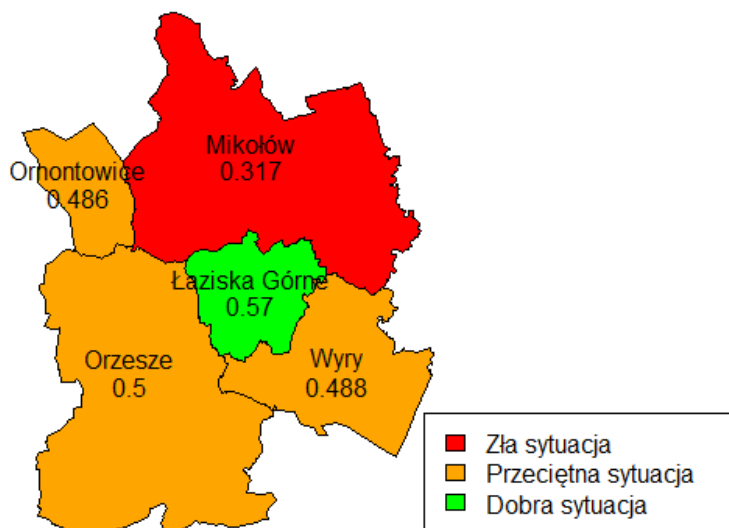 Mikołów
0.317
Ornontowice
0.486
Łaziska Górne
0.57
Orzesze
0.5
Wyry
0.488
Zła sytuacja
Przeciętna sytuacja
Dobra sytuacja